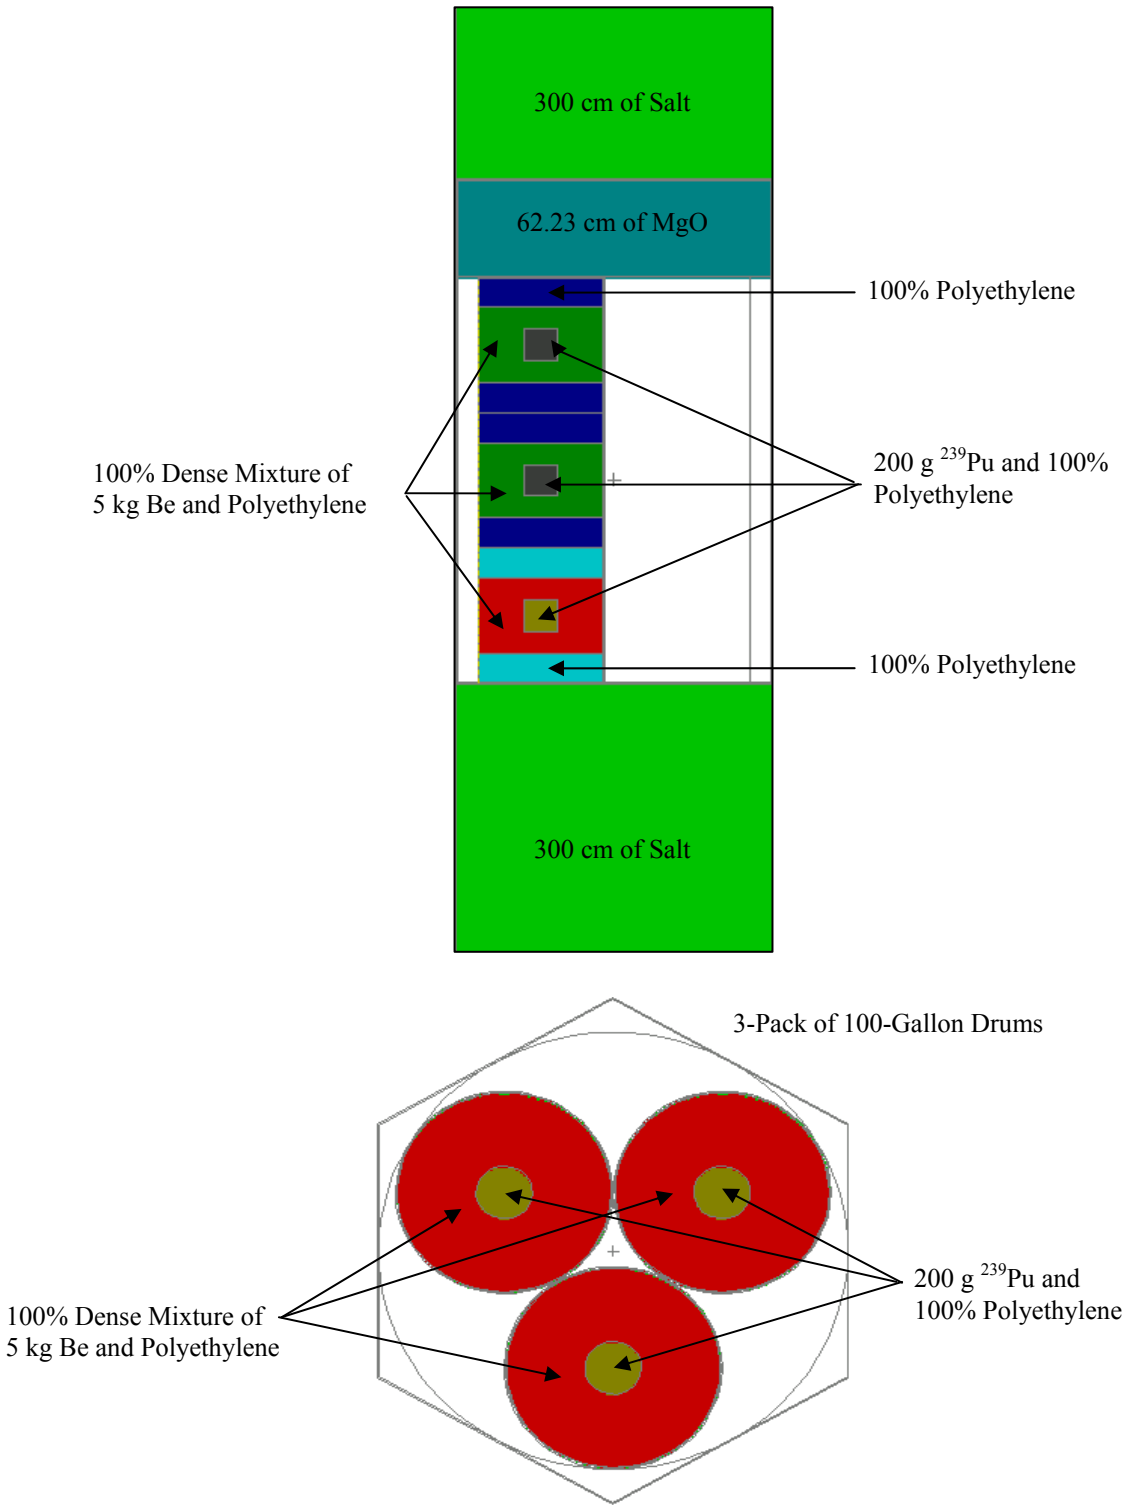 300 cm of Salt
62.23 cm of MgO
100% Polyethylene
100% Dense Mixture of
5 kg Be and Polyethylene
200 g ²³⁹Pu and 100%
Polyethylene
100% Polyethylene
300 cm of Salt
3-Pack of 100-Gallon Drums
100% Dense Mixture of
5 kg Be and Polyethylene
200 g ²³⁹Pu and
100% Polyethylene